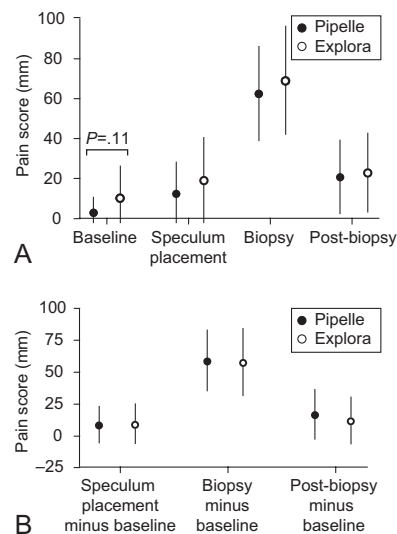 100
80
60
40
20
0
Pain score (mm)
Pipelle
Explora
P=.11
Baseline
Speculum
placement
Biopsy
Post-biopsy
A
100
75
50
25
0
–25
Pain score (mm)
Pipelle
Explora
Speculum
placement
minus baseline
Biopsy
minus
baseline
Post-biopsy
minus
baseline
B